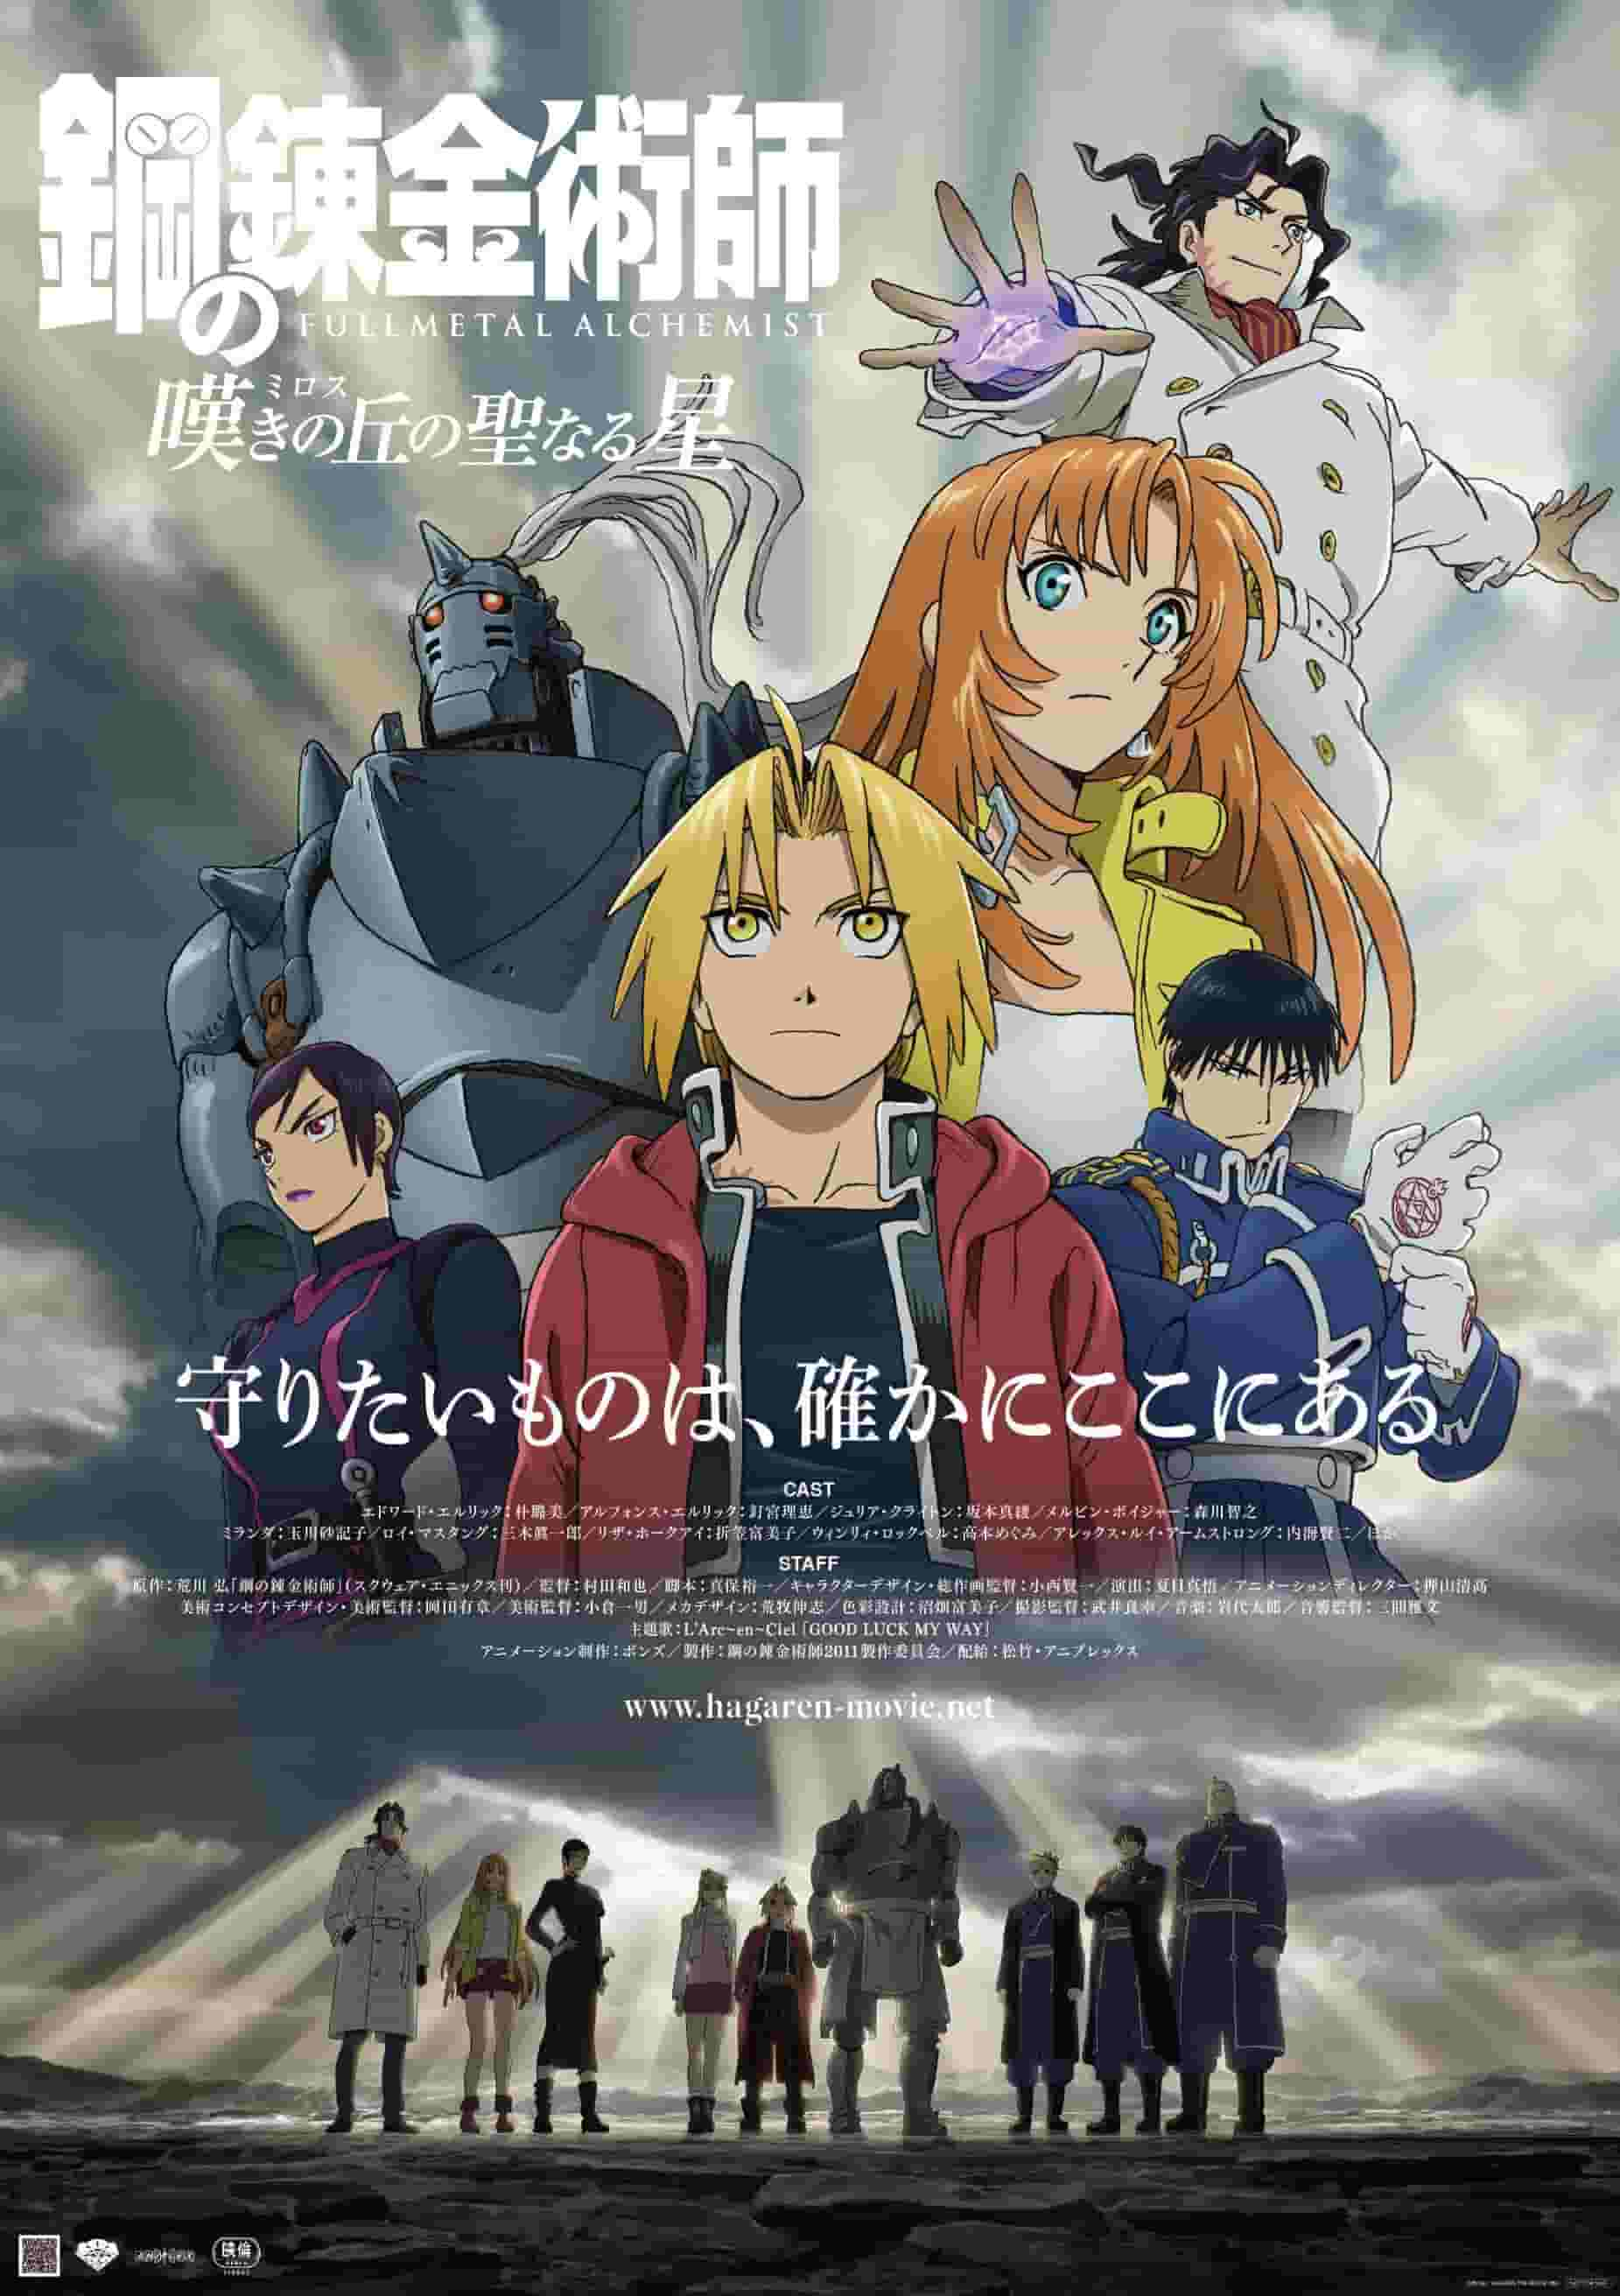 鋼の錬金術師
FULLMETAL ALCHEMIST
ミロス
嘆きの丘の聖なる星
守りたいものは、確かにここにある
CAST
エドワード・エルリック：朴璐美／アルフォンス・エルリック：釘宮理恵／ジュリア・クライトン：坂本真綾／メルビン・ボイジャー：森川智之
ミランダ：玉川砂記子／ロイ・マスタング：三木眞一郎／リザ・ホークアイ：折笠富美子／ウィンリィ・ロックベル：高本めぐみ／アレックス・ルイ・アームストロング：内海賢二／ほか
STAFF
原作：荒川 弘「鋼の錬金術師」（スクウェア・エニックス刊）／監督：村田和也／脚本：真保裕一／キャラクターデザイン・総作画監督：小西賢一／演出：夏目真悟／アニメーションディレクター：押山清高
美術コンセプトデザイン・美術監督：岡田有章／美術監督：小倉一男／メカデザイン：荒牧伸志／色彩設計：沼畑富美子／撮影監督：武井良幸／音楽：岩代太郎／音響監督：三間雅文
主題歌：L'Arc~en~Ciel「GOOD LUCK MY WAY」
アニメーション制作：ボンズ／製作：鋼の錬金術師2011製作委員会／配給：松竹・アニプレックス
www.hagaren-movie.net
映倫